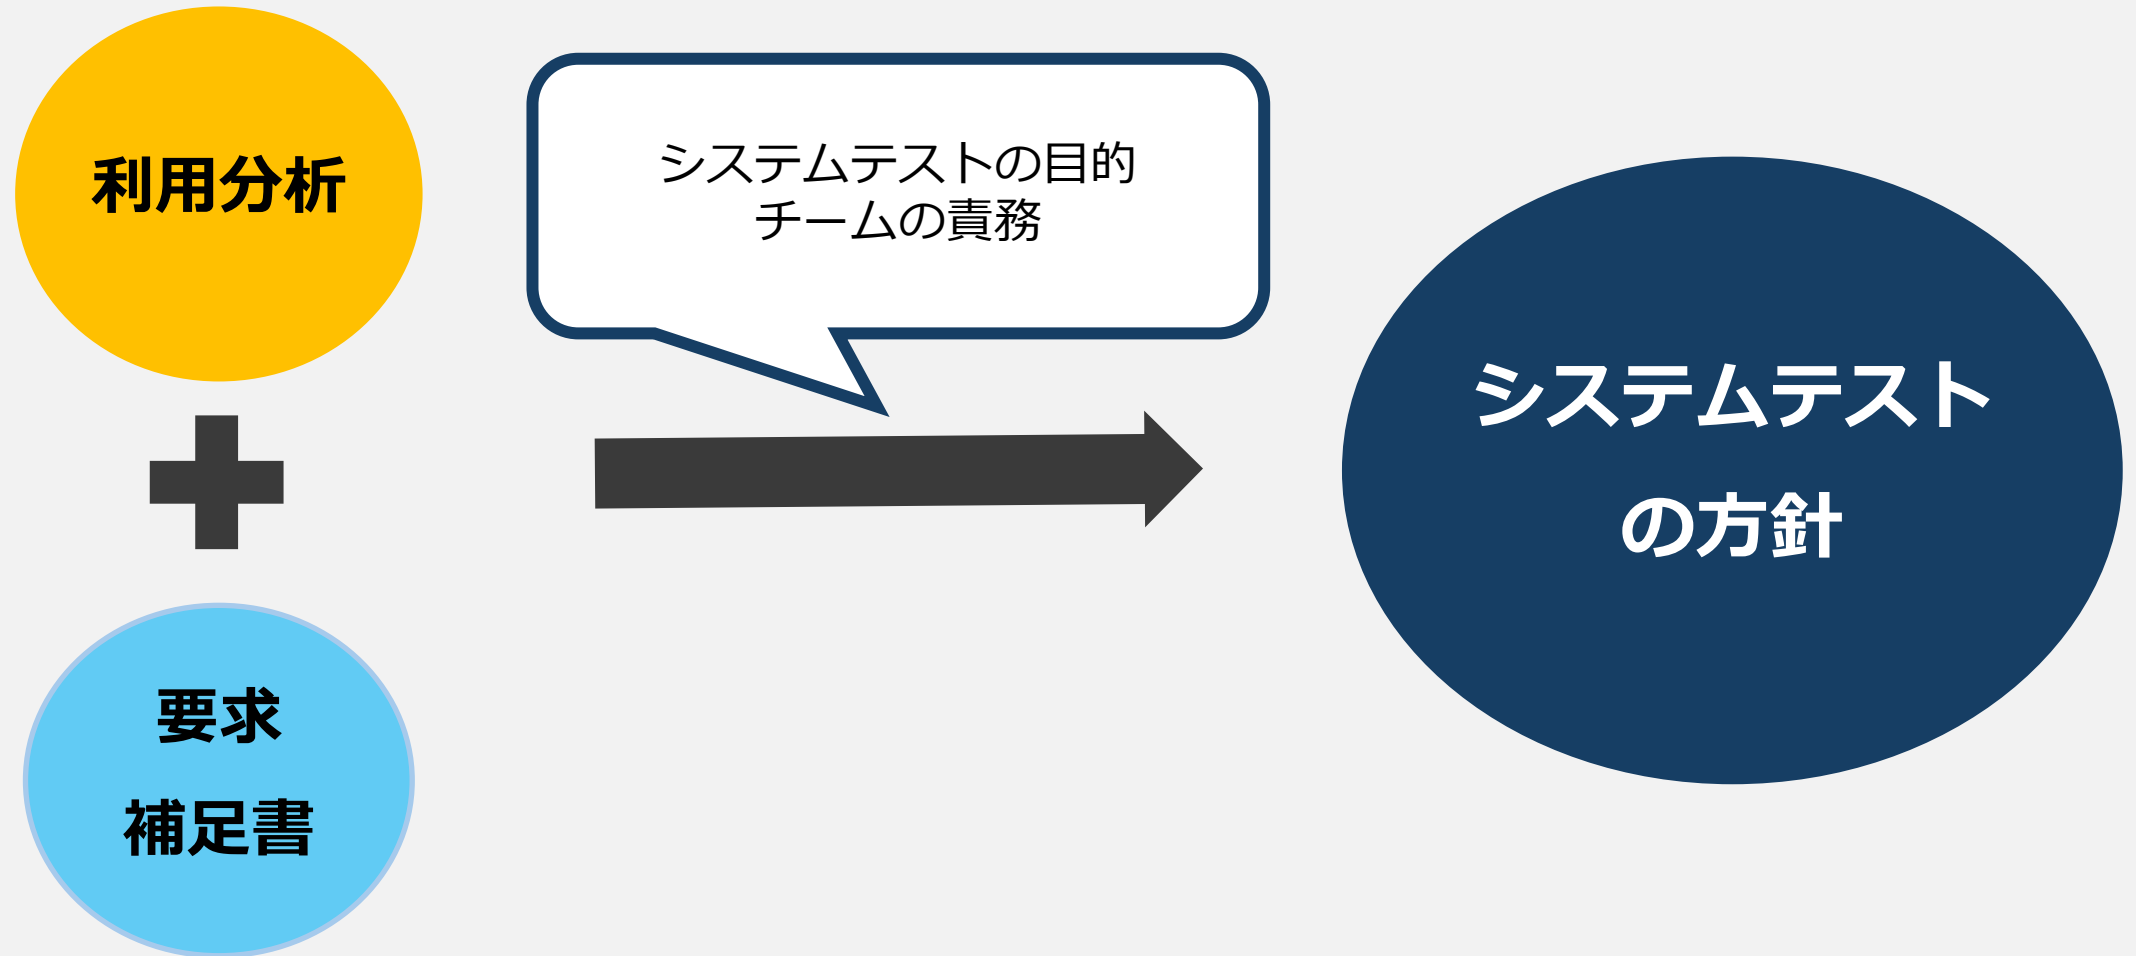 利用分析
システムテストの目的
チームの責務
システムテスト
の方針
要求
補足書